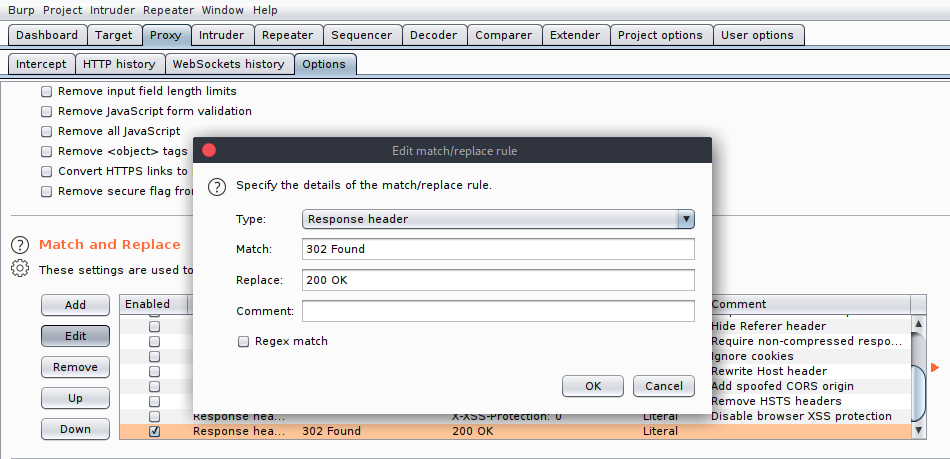 Burp Project Intruder Repeater Window Help
Dashboard Target Proxy Intruder Repeater Sequencer Decoder Comparer Extender Project options User options
Intercept HTTP history WebSockets history Options
Remove input field length limits
Remove JavaScript form validation
Remove all JavaScript
Remove <object> tags
Convert HTTPS links to
Remove secure flag
Edit match/replace rule
? Specify the details of the match/replace rule.
Type: Response header
Match: 302 Found
Replace: 200 OK
Comment:
Regex match
OK Cancel
? Match and Replace
These settings are used to
Add
Edit
Remove
Up
Down
Enabled Comment
Hide Referer header
Require non-compressed respo...
Ignore cookies
Rewrite Host header
Add spoofed CORS origin
Remove HSTS headers
Response hea... X-XSS-Protection: 0 Literal Disable browser XSS protection
Response hea... 302 Found 200 OK Literal